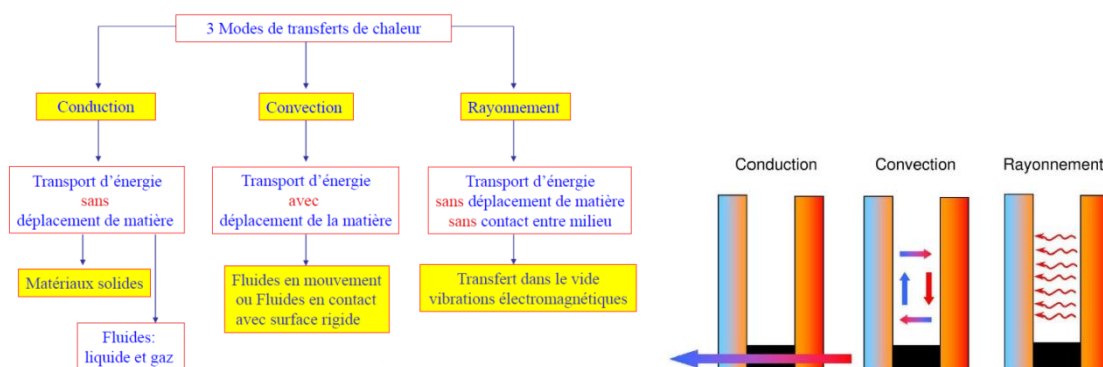 3 Modes de transferts de chaleur
Conduction
Convection
Rayonnement
Transport d'énergie
sans
déplacement de matière
Transport d'énergie
avec
déplacement de la matière
Transport d'énergie
sans déplacement de matière
sans contact entre milieu
Matériaux solides
Fluides:
liquide et gaz
Fluides en mouvement
ou Fluides en contact
avec surface rigide
Transfert dans le vide
vibrations électromagnétiques
Conduction
Convection
Rayonnement